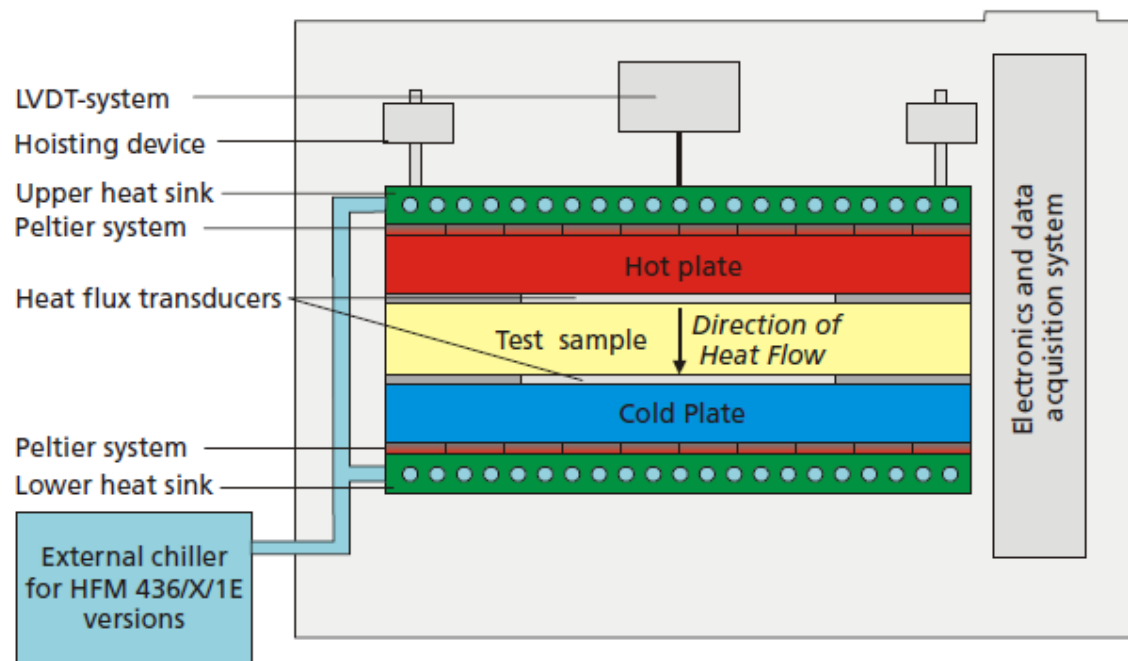 LVDT-system
Hoisting device
Upper heat sink
Peltier system
Hot plate
Heat flux transducers
Test sample
Direction of
Heat Flow
Cold Plate
Peltier system
Lower heat sink
External chiller
for HFM 436/X/1E
versions
Electronics and data
acquisition system